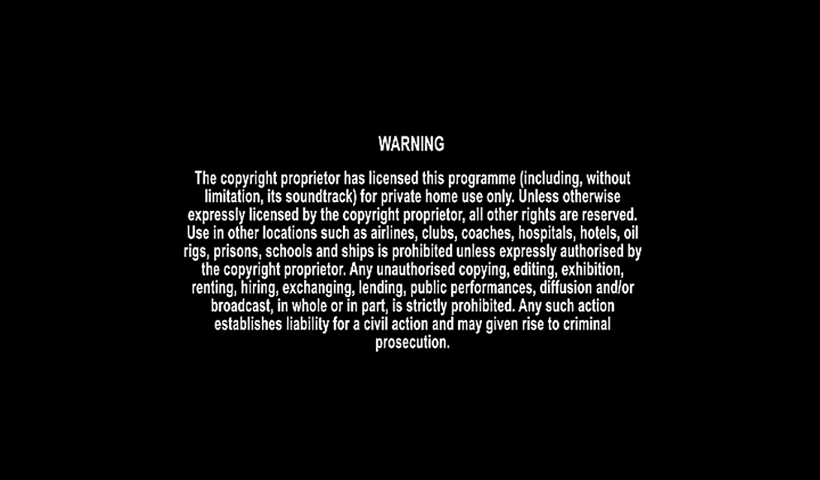 WARNING
The copyright proprietor has licensed this programme (including, without
limitation, its soundtrack) for private home use only. Unless otherwise
expressly licensed by the copyright proprietor, all other rights are reserved.
Use in other locations such as airlines, clubs, coaches, hospitals, hotels, oil
rigs, prisons, schools and ships is prohibited unless expressly authorised by
the copyright proprietor. Any unauthorised copying, editing, exhibition,
renting, hiring, exchanging, lending, public performances, diffusion and/or
broadcast, in whole or in part, is strictly prohibited. Any such action
establishes liability for a civil action and may given rise to criminal
prosecution.